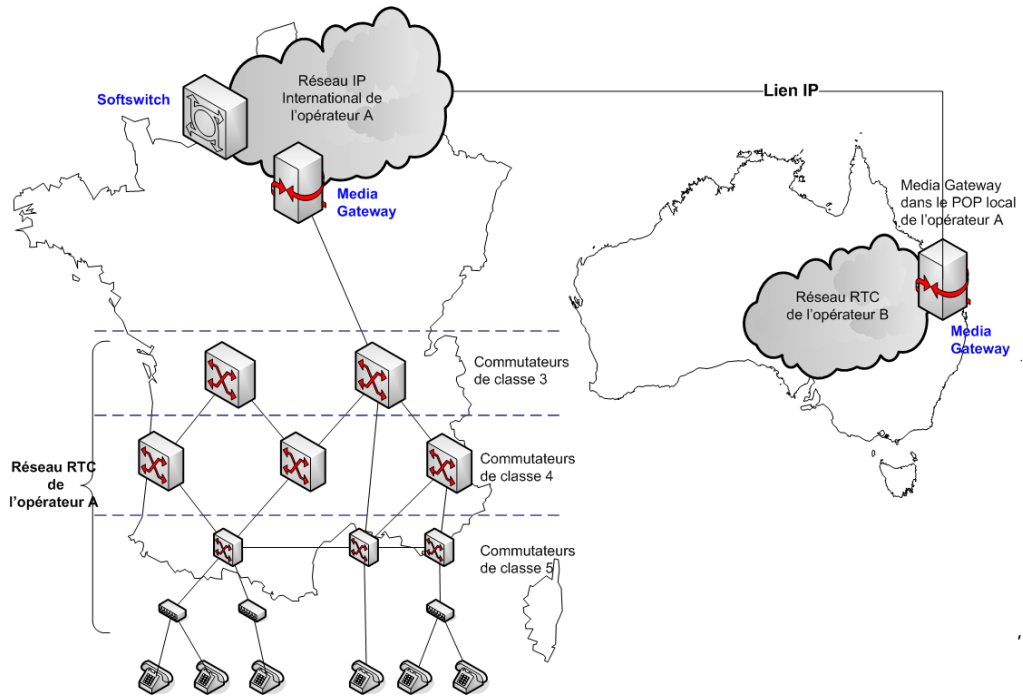 Réseau IP
International de
l'opérateur A
Softswitch
Lien IP
Media
Gateway
Media Gateway
dans le POP local
de l'opérateur A
Réseau RTC
de l'opérateur B
Media
Gateway
Commutateurs
de classe 3
Réseau RTC
de
l'opérateur A
Commutateurs
de classe 4
Commutateurs
de classe 5